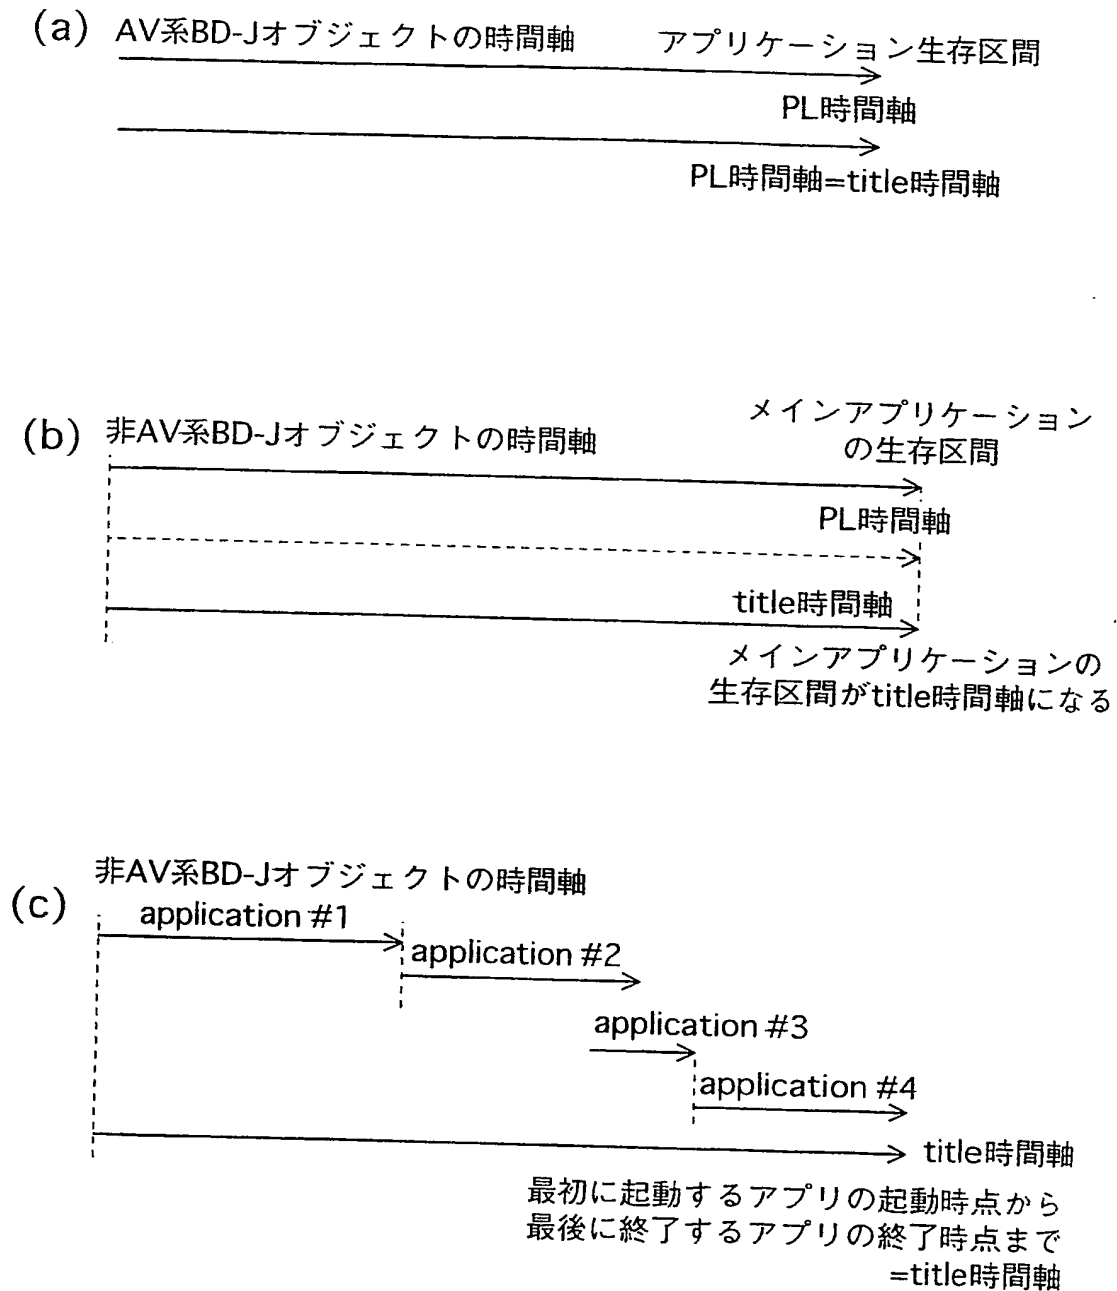 (a) AV系BD-Jオブジェクトの時間軸
アプリケーション生存区間
PL時間軸
PL時間軸=title時間軸
(b) 非AV系BD-Jオブジェクトの時間軸
メインアプリケーション
の生存区間
PL時間軸
title時間軸
メインアプリケーションの
生存区間がtitle時間軸になる
(c) 非AV系BD-Jオブジェクトの時間軸
application #1
application #2
application #3
application #4
title時間軸
最初に起動するアプリの起動時点から
最後に終了するアプリの終了時点まで
=title時間軸